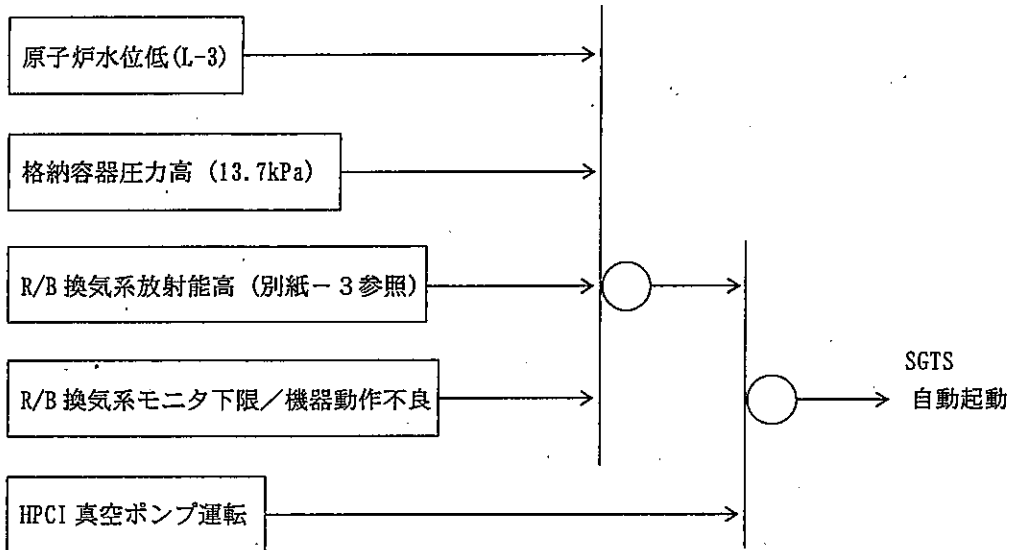 原子炉水位低(L-3)
格納容器圧力高 (13.7kPa)
R/B 換気系放射能高 (別紙-3参照)
R/B 換気系モニタ下限/機器動作不良
SGTS
自動起動
HPCI 真空ポンプ運転